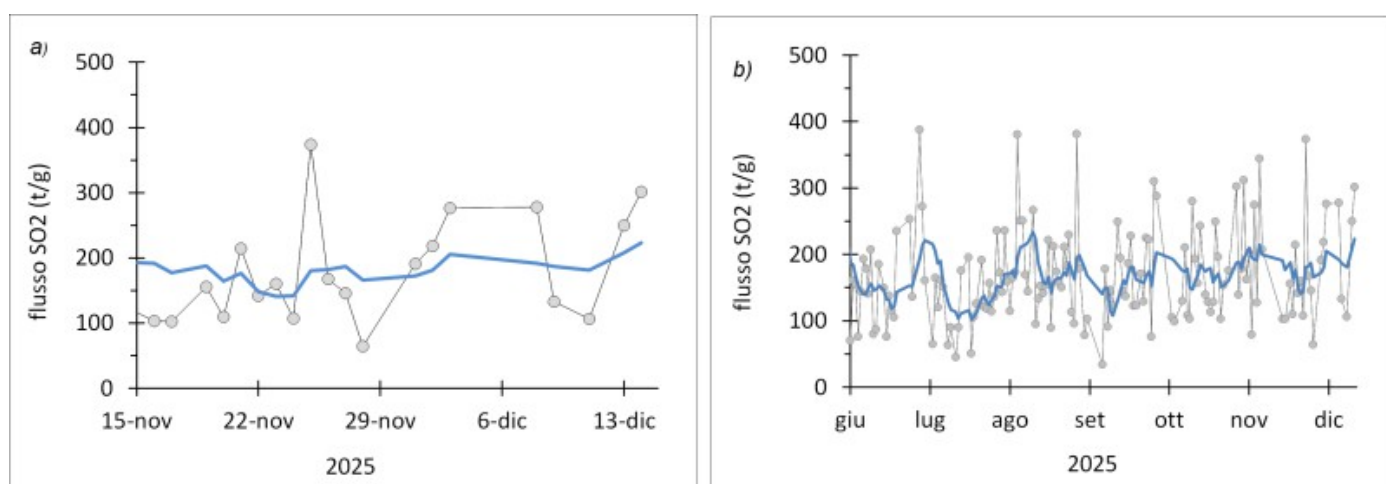 a)
500
400
300
200
100
0
flusso SO2 (t/g)
15-nov 22-nov 29-nov 6-dic 13-dic
2025
b)
500
400
300
200
100
0
flusso SO2 (t/g)
giu lug ago set ott nov dic
2025